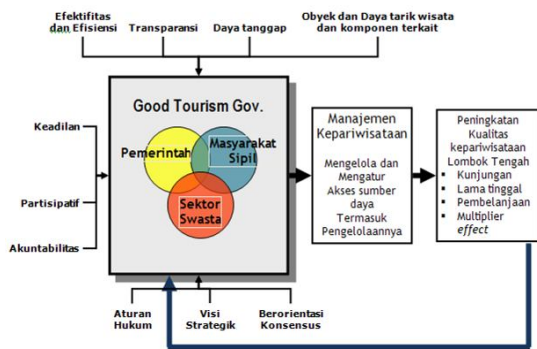 Efektifitas
dan Efisiensi
Transparansi
Daya tanggap
Obyek dan Daya tarik wisata
dan komponen terkait
Good Tourism Gov.
Pemerintah
Masyarakat
Sipil
Sektor
Swasta
Keadilan
Partisipatif
Akuntabilitas
Manajemen
Kepariwisataan
Mengelola dan
Mengatur
Akses sumber
daya
Termasuk
Pengelolaannya
Peningkatan
Kualitas
kepariwisataan
Lombok Tengah
▪ Kunjungan
▪ Lama tinggal
▪ Pembelanjaan
▪ Multiplier
effect
Aturan
Hukum
Visi
Strategik
Berorientasi
Konsensus